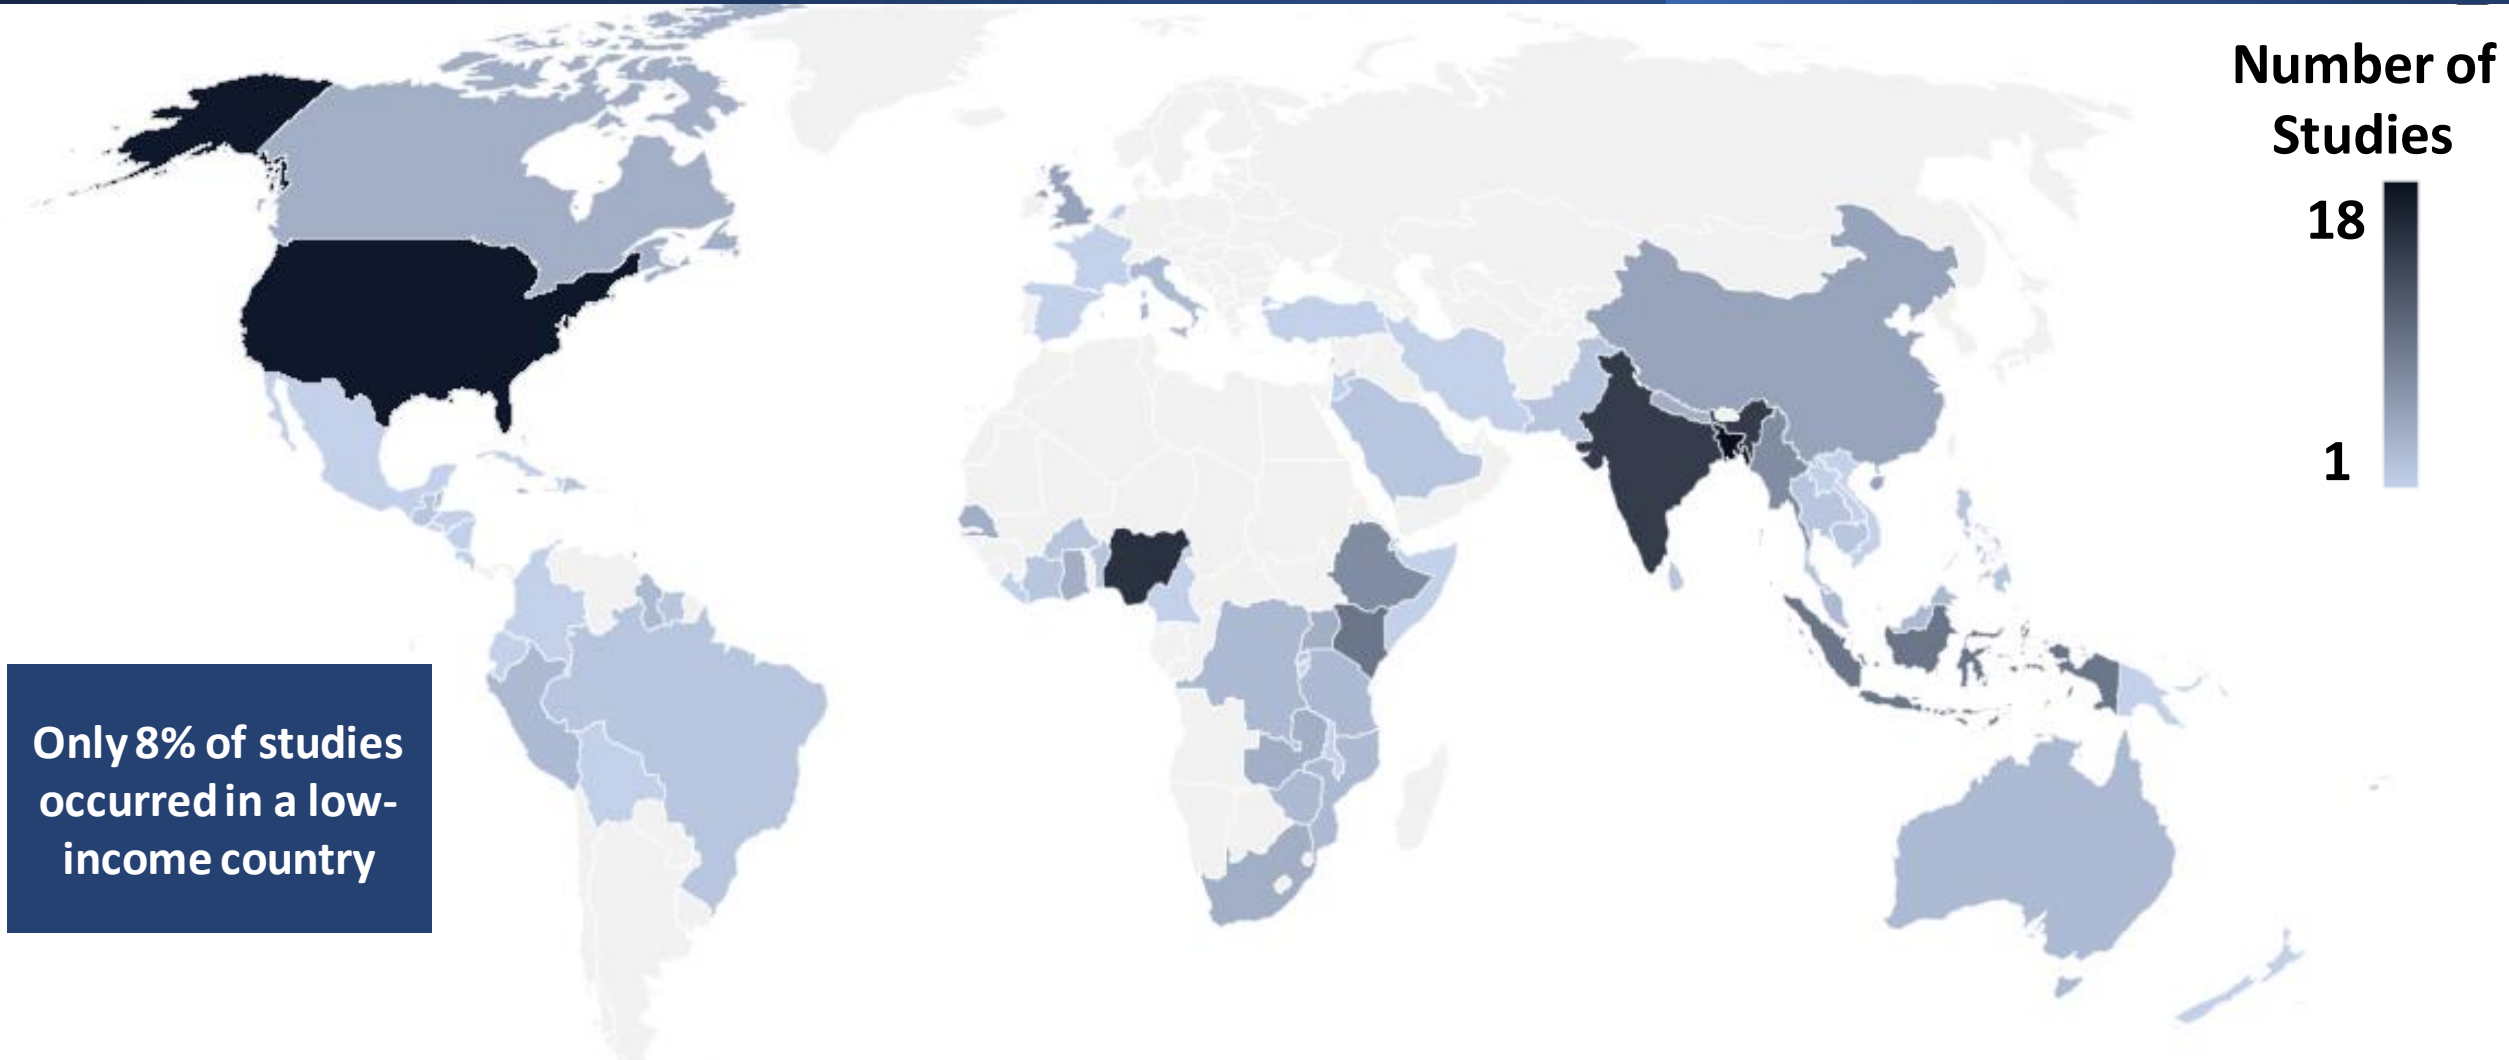 Number of
Studies
18
1
Only 8% of studies
occurred in a low-
income country